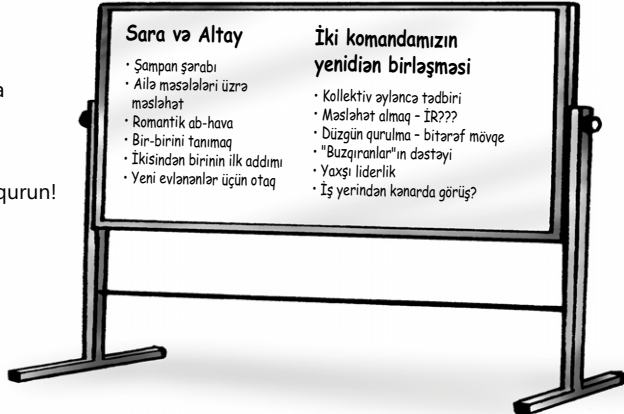 a
qurun!
Sara və Altay
• Şampan şərabı
• Ailə məsələləri üzrə
məsləhət
• Romantik ab-hava
• Bir-birini tanımaq
• İkisindən birinin ilk addımı
• Yeni evlənənlər üçün otaq
İki komandamızın
yenidən birləşməsi
• Kollektiv əyləncə tədbiri
• Məsləhət almaq – İR???
• Düzgün qurulma – bitərəf mövqe
• "Buzqıranlar"ın dəstəyi
• Yaxşı liderlik
• İş yerindən kənarda görüş?